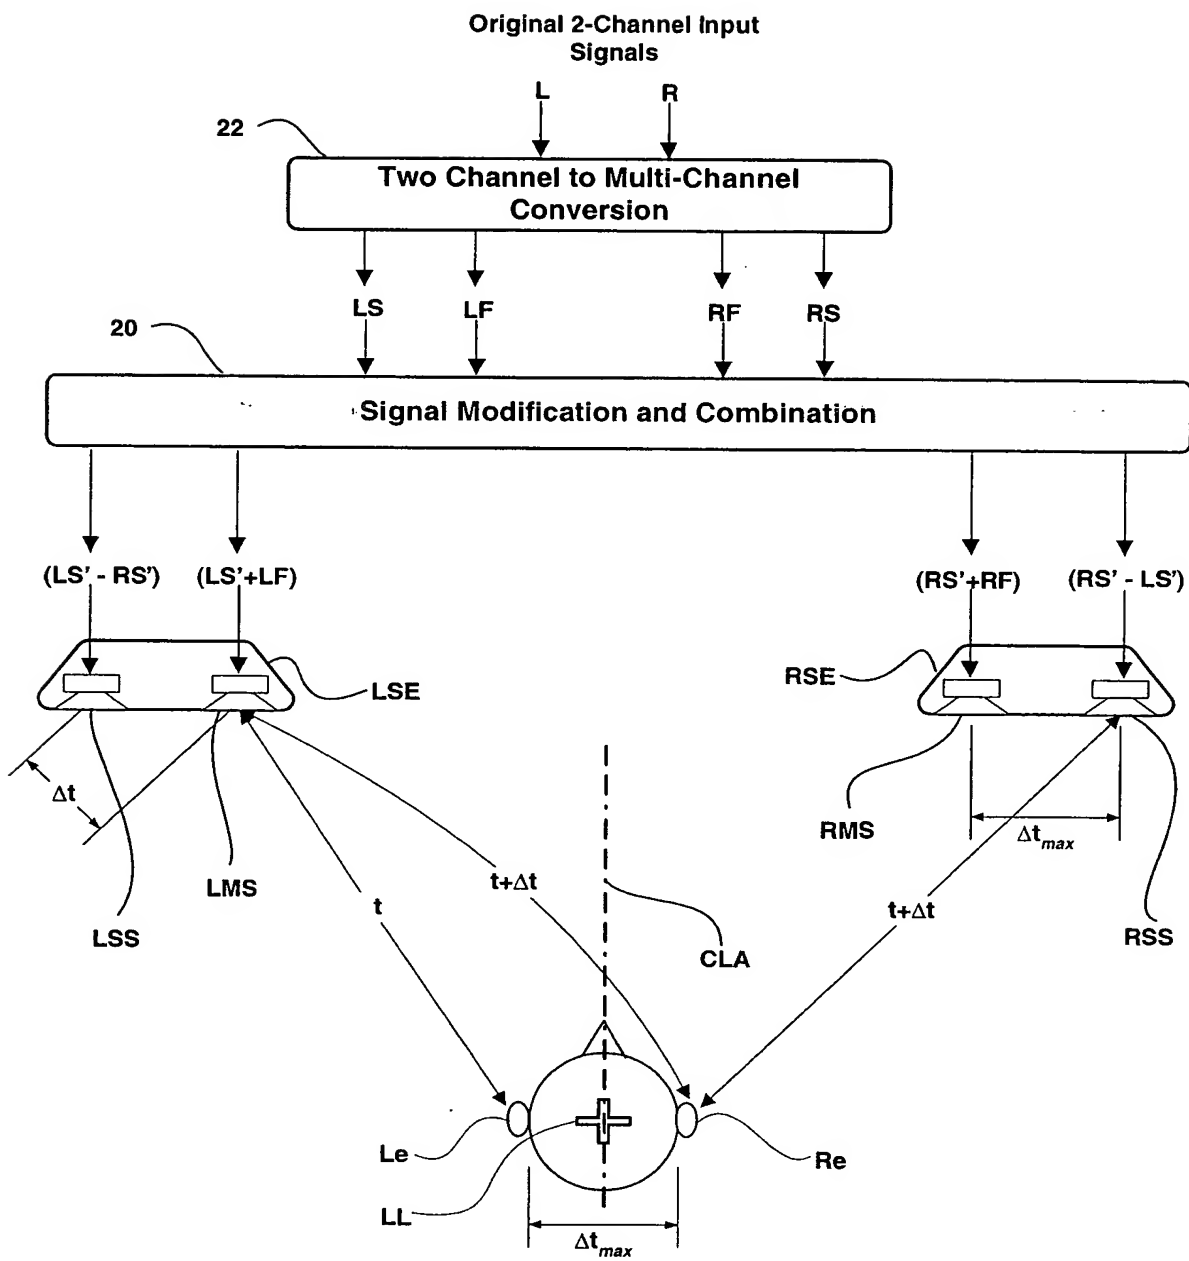 Original 2-Channel Input
Signals
L
R
22
Two Channel to Multi-Channel
Conversion
LS
LF
RF
RS
20
Signal Modification and Combination
(LS' - RS')
(LS'+LF)
(RS'+RF)
(RS' - LS')
LSE
RSE
Δt
RMS
Δtmax
LMS
t
t+Δt
t+Δt
LSS
CLA
RSS
Le
Re
LL
Δtmax